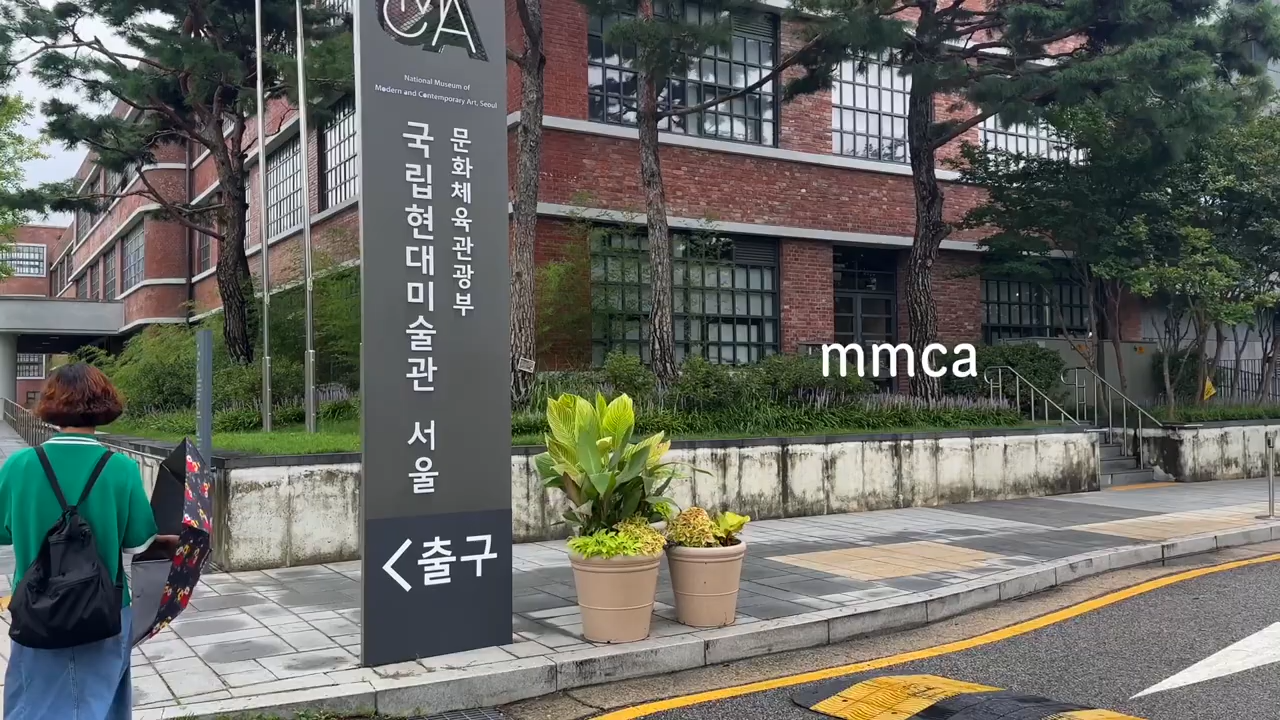 National Museum of
Modern and Contemporary Art, Seoul
문화체육관광부
국립현대미술관 서울
<출구
mmca